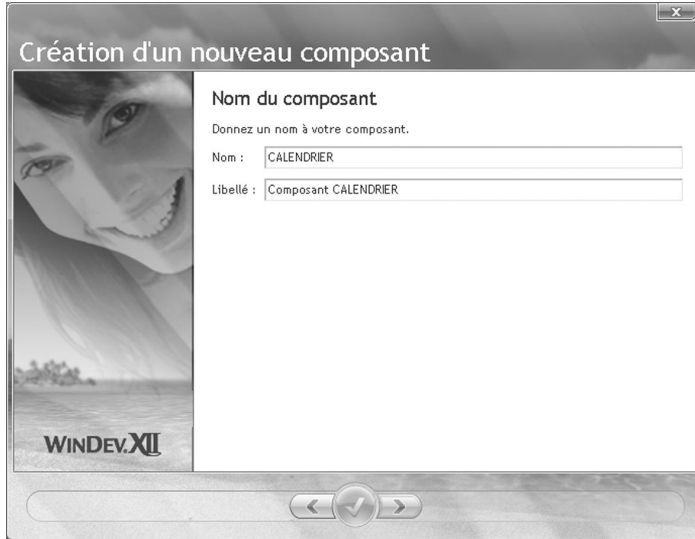 Création d'un nouveau composant
Nom du composant
Donnez un nom à votre composant.
Nom : CALENDRIER
Libellé : Composant CALENDRIER
WINDEV.XII